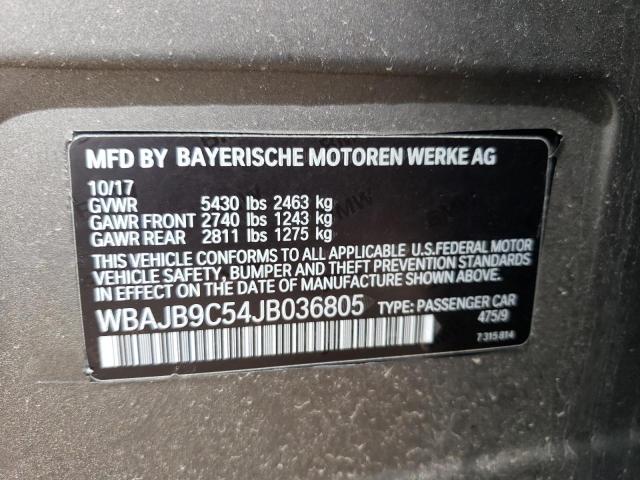 MFD BY BAYERISCHE MOTOREN WERKE AG
10/17
GVWR 5430 lbs 2463 kg
GAWR FRONT 2740 lbs 1243 kg
GAWR REAR 2811 lbs 1275 kg
THIS VEHICLE CONFORMS TO ALL APPLICABLE U.S.FEDERAL MOTOR
VEHICLE SAFETY, BUMPER AND THEFT PREVENTION STANDARDS
IN EFFECT ON THE DATE OF MANUFACTURE SHOWN ABOVE.
WBAJB9C54JB036805 TYPE: PASSENGER CAR
475/9
7 315 814